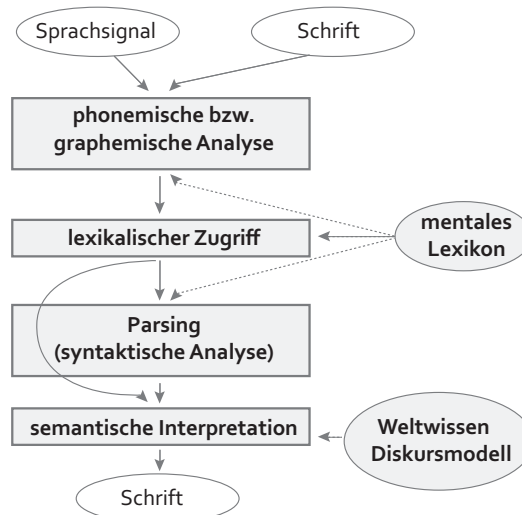 Sprachsignal
Schrift
phonemische bzw.
graphemische Analyse
lexikalischer Zugriff
mentales
Lexikon
Parsing
(syntaktische Analyse)
semantische Interpretation
Weltwissen
Diskursmodell
Schrift